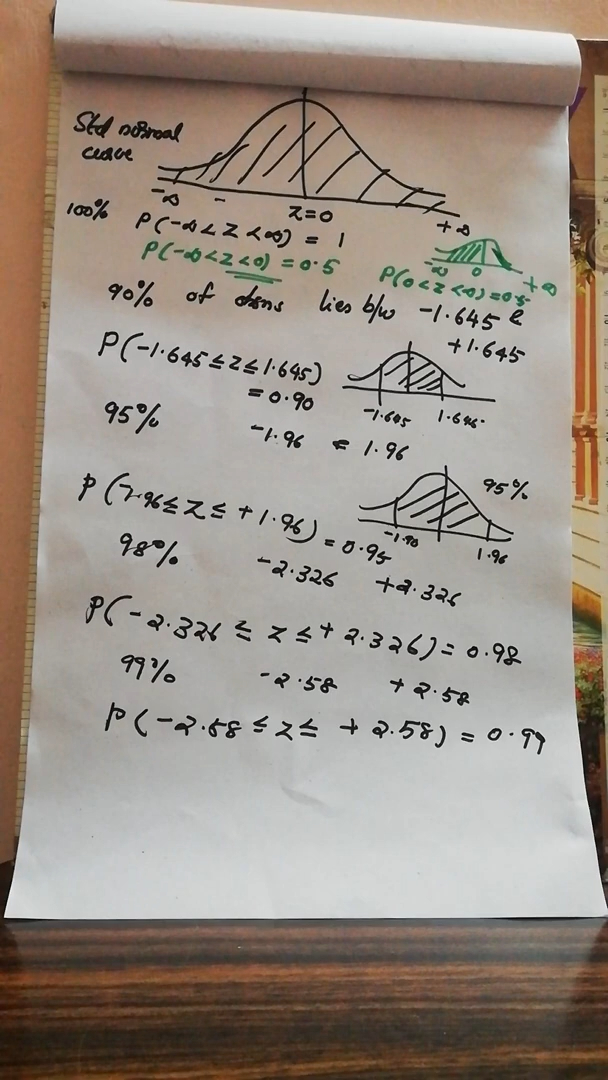 Std normal
curve
-∞ - z=0 +∞
100% P(-∞ < Z < ∞) = 1
P(-∞ < Z < 0) = 0.5
-∞ 0 +∞
P(0 < Z < ∞) = 0.5
90% of obsns lies b/w -1.645 &
+1.645
P(-1.645 ≤ Z ≤ 1.645)
= 0.90
-1.645 1.645
95% -1.96 & 1.96
95%
P(-1.96 ≤ Z ≤ +1.96) = 0.95
-1.96 1.96
98% -2.326 +2.326
P(-2.326 ≤ Z ≤ +2.326) = 0.98
99% -2.58 +2.58
P(-2.58 ≤ Z ≤ +2.58) = 0.99